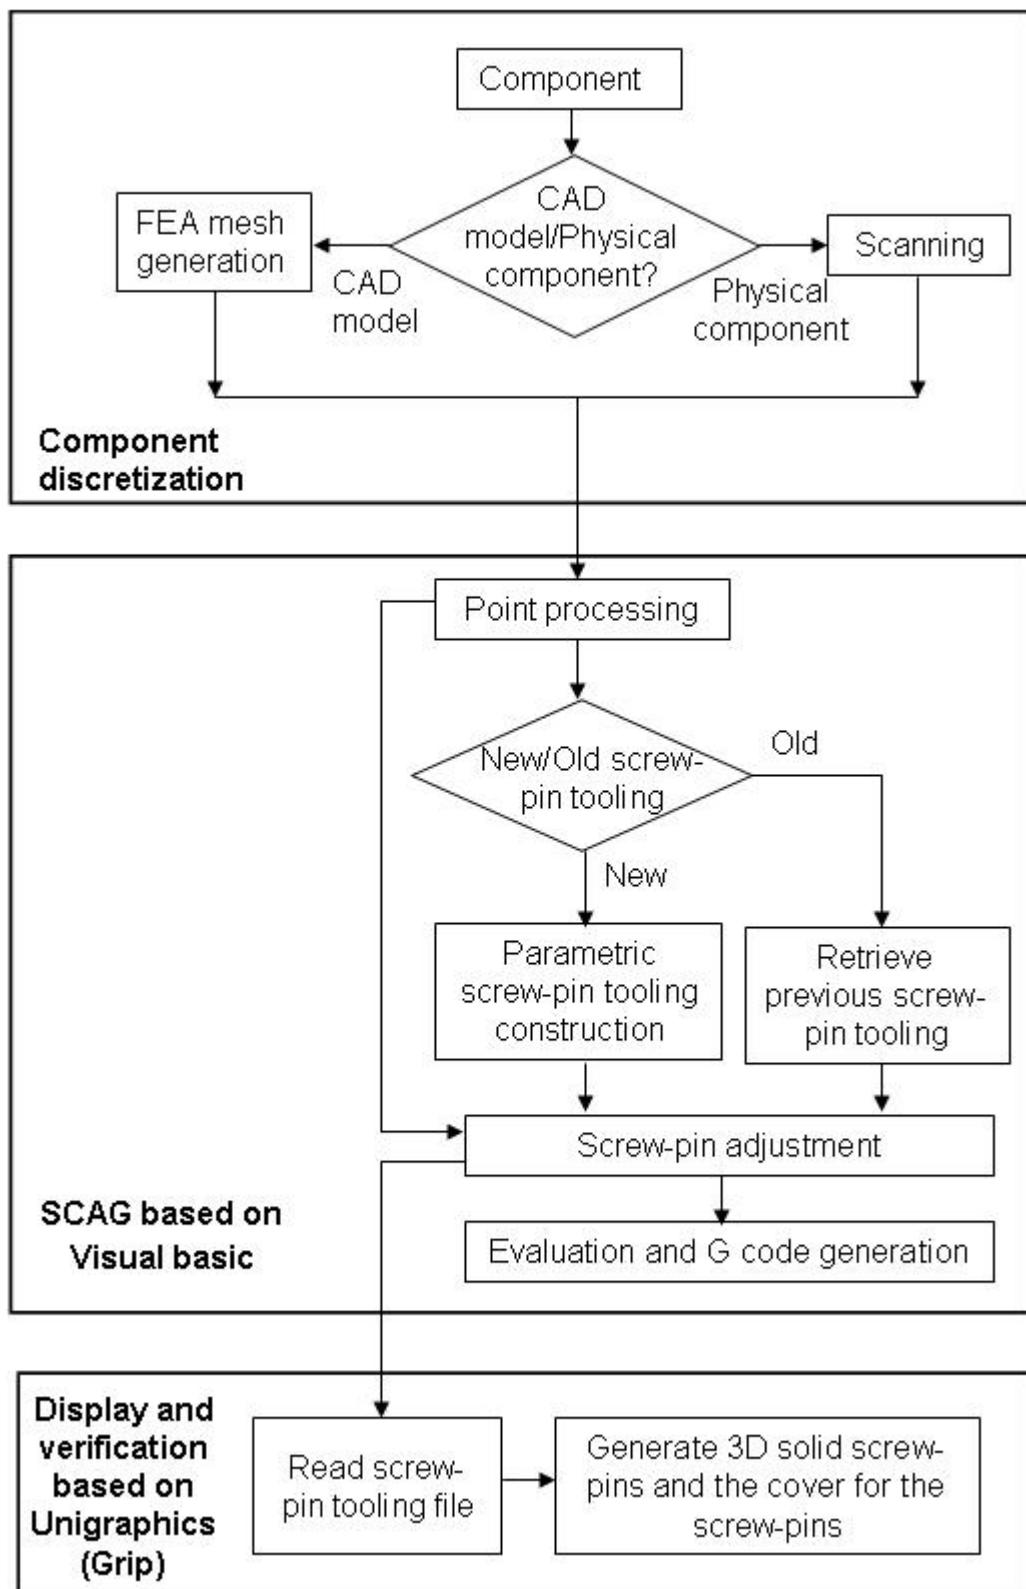 Component
CAD
model/Physical
component?
FEA mesh
generation
CAD
model
Scanning
Physical
component
Component
discretization
Point processing
New/Old screw-
pin tooling
Old
New
Parametric
screw-pin tooling
construction
Retrieve
previous screw-
pin tooling
Screw-pin adjustment
Evaluation and G code generation
SCAG based on
Visual basic
Display and
verification
based on
Unigraphics
(Grip)
Read screw-
pin tooling file
Generate 3D solid screw-
pins and the cover for the
screw-pins